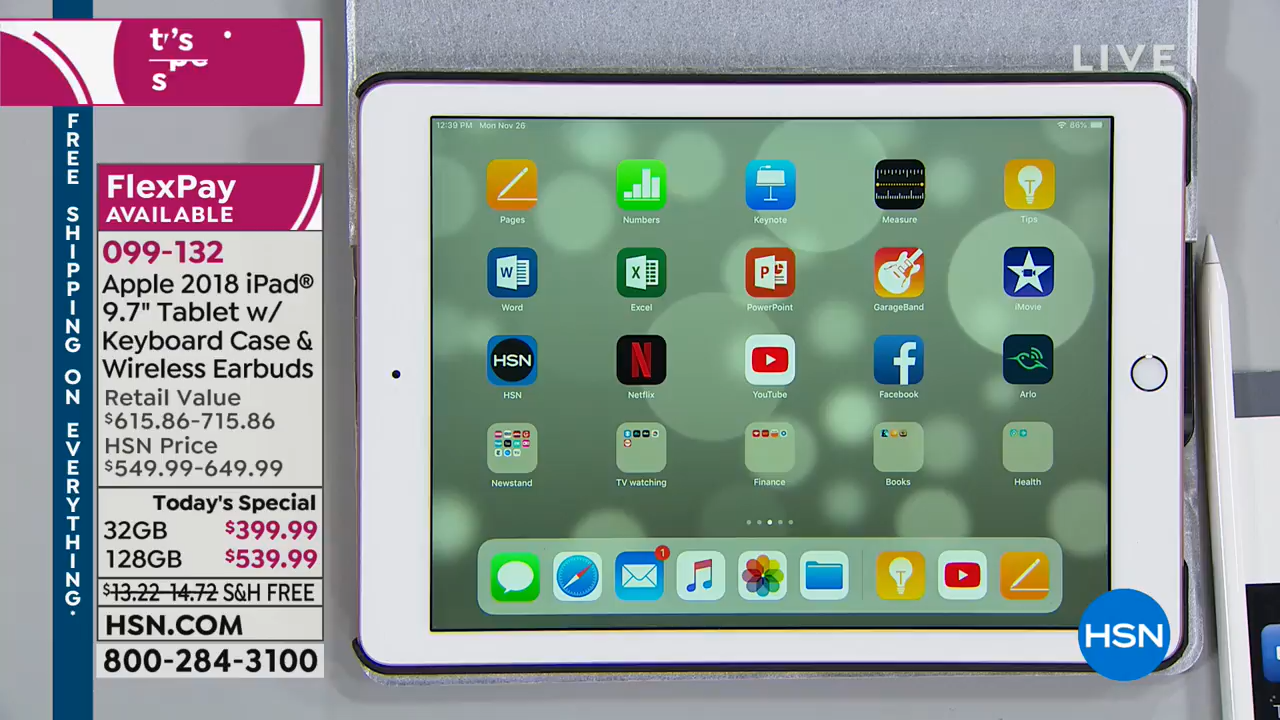 t's
FREE SHIPPING ON EVERYTHING.*
FlexPay
AVAILABLE
099-132
Apple 2018 iPad®
9.7" Tablet w/
Keyboard Case &
Wireless Earbuds
Retail Value
$615.86-715.86
HSN Price
$549.99-649.99
Today's Special
32GB $399.99
128GB $539.99
$13.22-14.72 S&H FREE
HSN.COM
800-284-3100
LIVE
12:39 PM Mon Nov 26 86%
Pages Numbers Keynote Measure Tips
W X P
Word Excel PowerPoint GarageBand iMovie
HSN N f
HSN Netflix YouTube Facebook Arlo
Newstand TV watching Finance Books Health
1
HSN